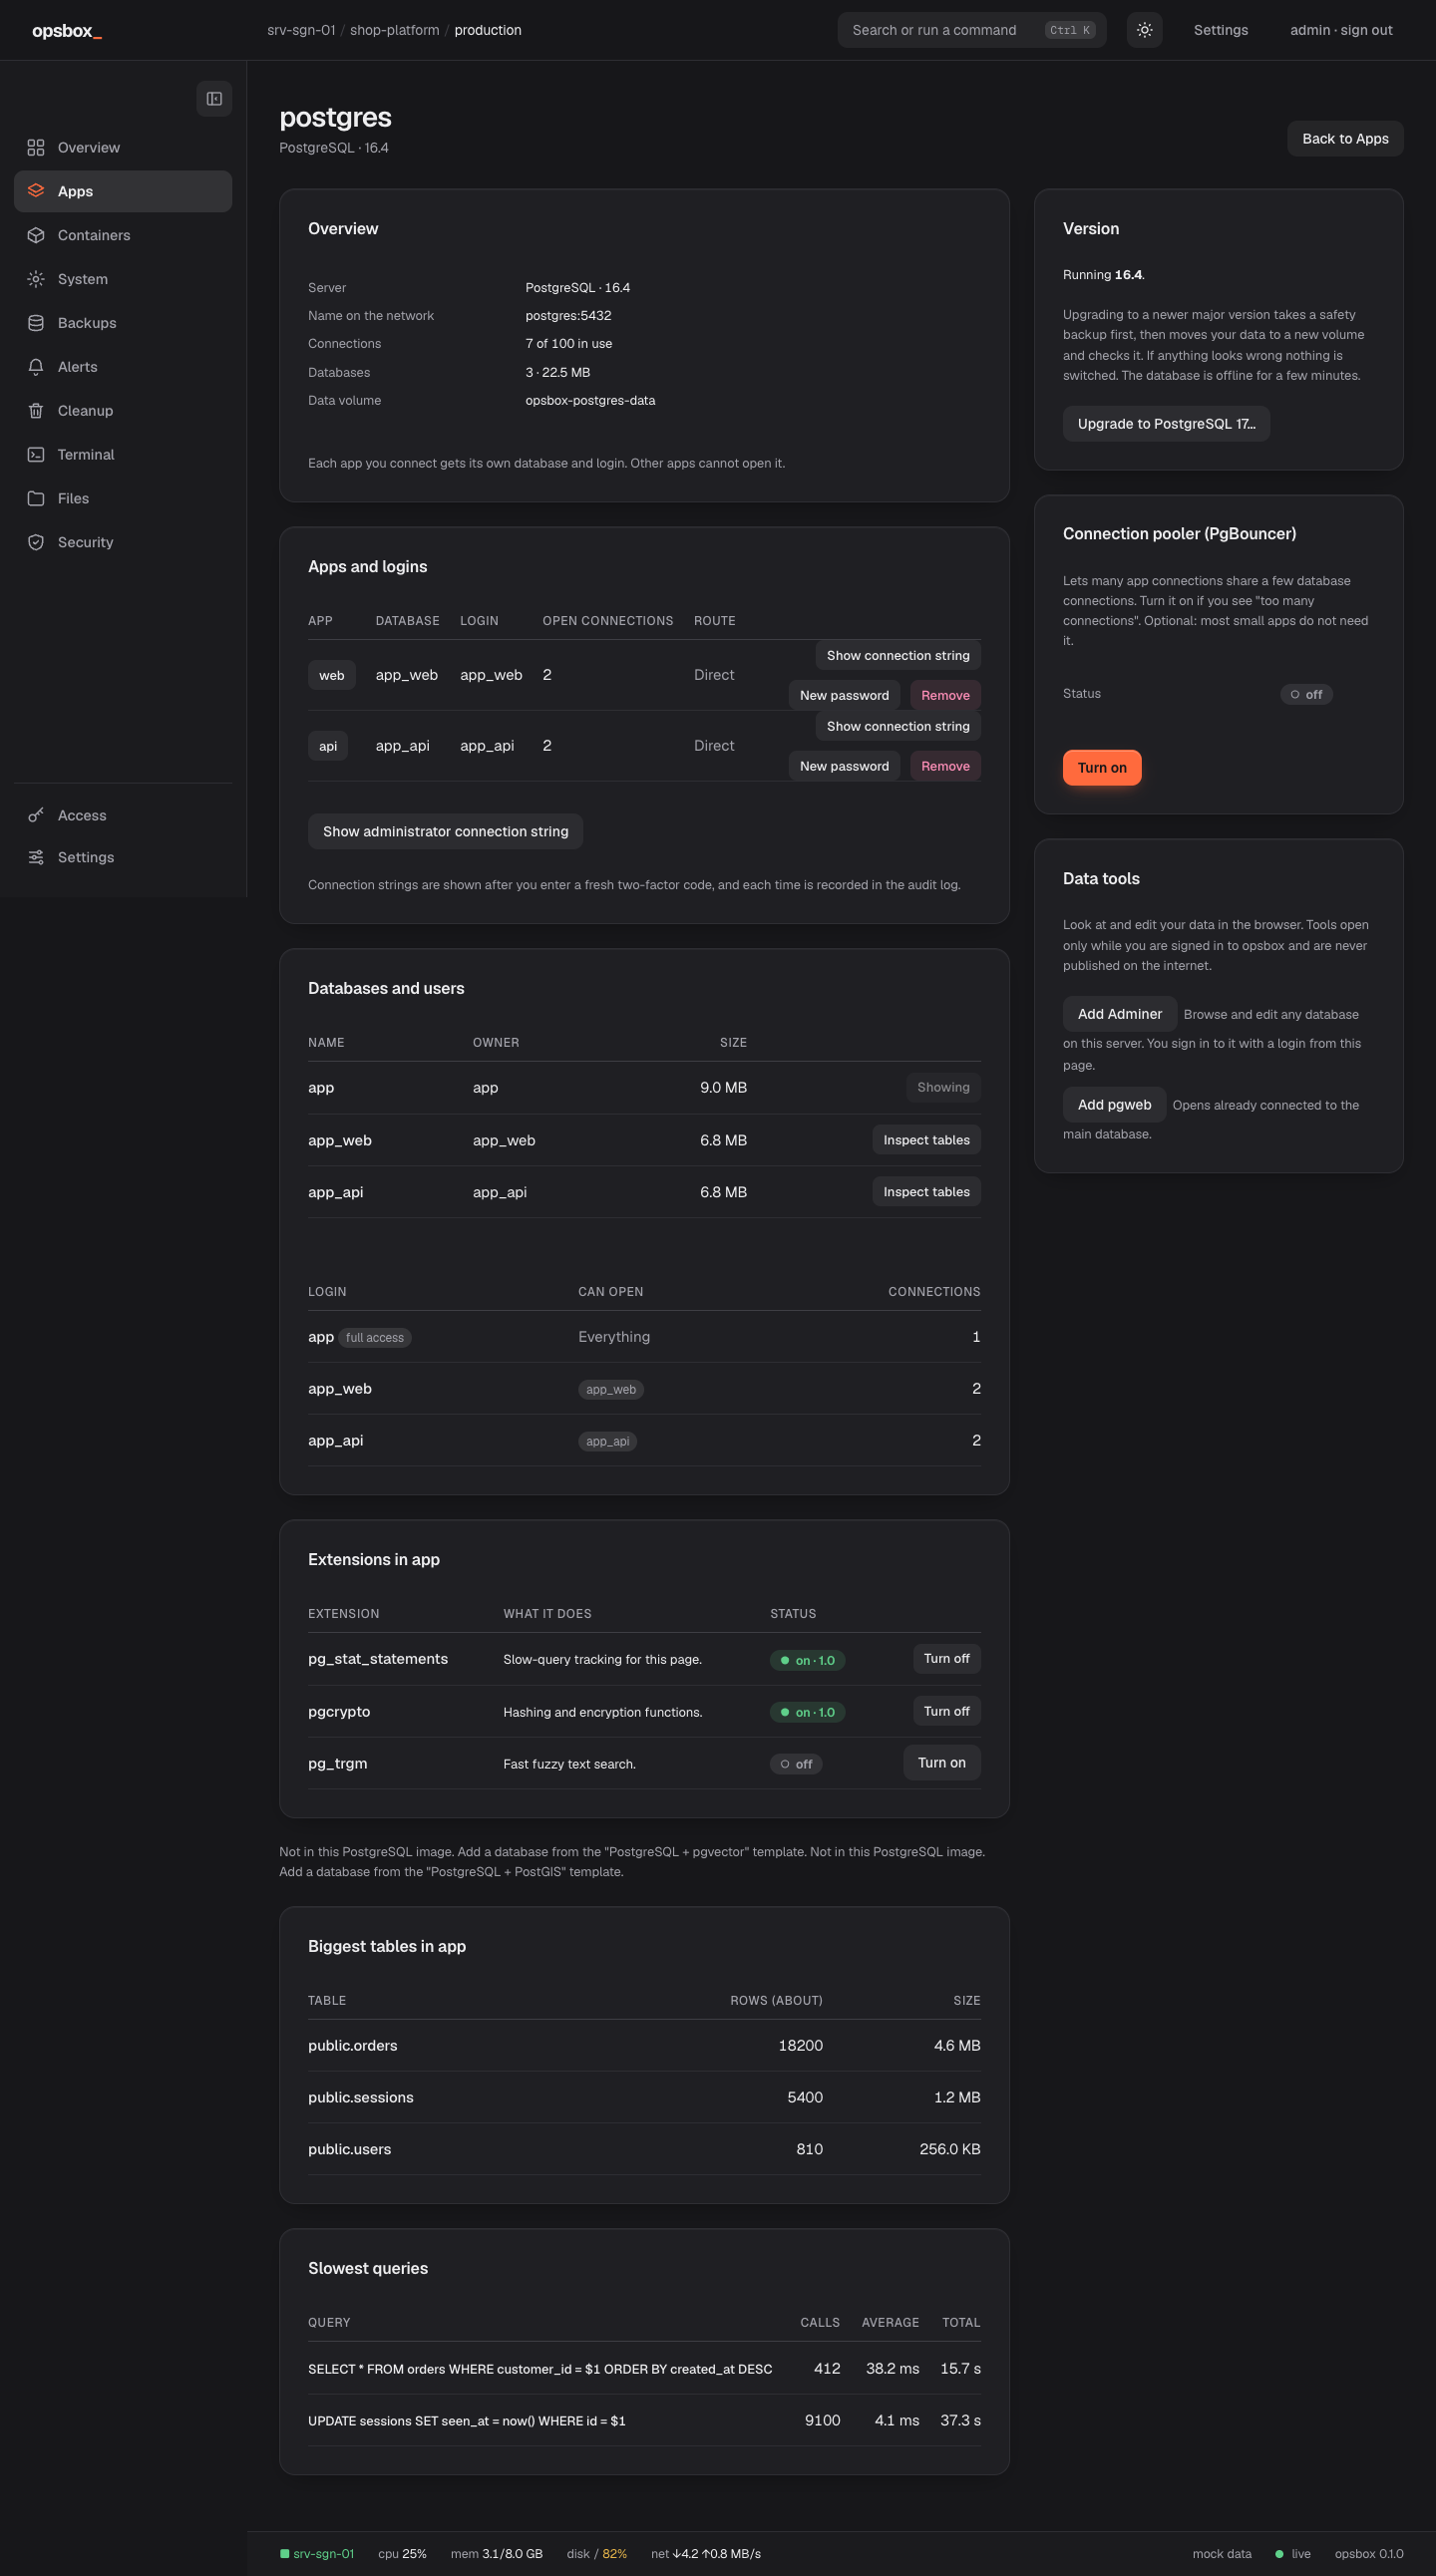 opsbox_
srv-sgn-01 / shop-platform / production
Search or run a command Ctrl K
Settings
admin · sign out
Overview
Apps
Containers
System
Backups
Alerts
Cleanup
Terminal
Files
Security
Access
Settings
postgres
PostgreSQL · 16.4
Back to Apps
Overview
Server PostgreSQL · 16.4
Name on the network postgres:5432
Connections 7 of 100 in use
Databases 3 · 22.5 MB
Data volume opsbox-postgres-data
Each app you connect gets its own database and login. Other apps cannot open it.
Apps and logins
APP DATABASE LOGIN OPEN CONNECTIONS ROUTE
Show connection string
web app_web app_web 2 Direct
New password Remove
Show connection string
api app_api app_api 2 Direct
New password Remove
Show administrator connection string
Connection strings are shown after you enter a fresh two-factor code, and each time is recorded in the audit log.
Databases and users
NAME OWNER SIZE
app app 9.0 MB Showing
app_web app_web 6.8 MB Inspect tables
app_api app_api 6.8 MB Inspect tables
LOGIN CAN OPEN CONNECTIONS
app full access Everything 1
app_web app_web 2
app_api app_api 2
Extensions in app
EXTENSION WHAT IT DOES STATUS
pg_stat_statements Slow-query tracking for this page. on · 1.0 Turn off
pgcrypto Hashing and encryption functions. on · 1.0 Turn off
pg_trgm Fast fuzzy text search. off Turn on
Not in this PostgreSQL image. Add a database from the "PostgreSQL + pgvector" template. Not in this PostgreSQL image.
Add a database from the "PostgreSQL + PostGIS" template.
Biggest tables in app
TABLE ROWS (ABOUT) SIZE
public.orders 18200 4.6 MB
public.sessions 5400 1.2 MB
public.users 810 256.0 KB
Slowest queries
QUERY CALLS AVERAGE TOTAL
SELECT * FROM orders WHERE customer_id = $1 ORDER BY created_at DESC 412 38.2 ms 15.7 s
UPDATE sessions SET seen_at = now() WHERE id = $1 9100 4.1 ms 37.3 s
Version
Running 16.4.
Upgrading to a newer major version takes a safety
backup first, then moves your data to a new volume
and checks it. If anything looks wrong nothing is
switched. The database is offline for a few minutes.
Upgrade to PostgreSQL 17…
Connection pooler (PgBouncer)
Lets many app connections share a few database
connections. Turn it on if you see "too many
connections". Optional: most small apps do not need
it.
Status off
Turn on
Data tools
Look at and edit your data in the browser. Tools open
only while you are signed in to opsbox and are never
published on the internet.
Add Adminer Browse and edit any database
on this server. You sign in to it with a login from this
page.
Add pgweb Opens already connected to the
main database.
srv-sgn-01 cpu 25% mem 3.1/8.0 GB disk / 82% net ↓4.2 ↑0.8 MB/s
mock data live opsbox 0.1.0